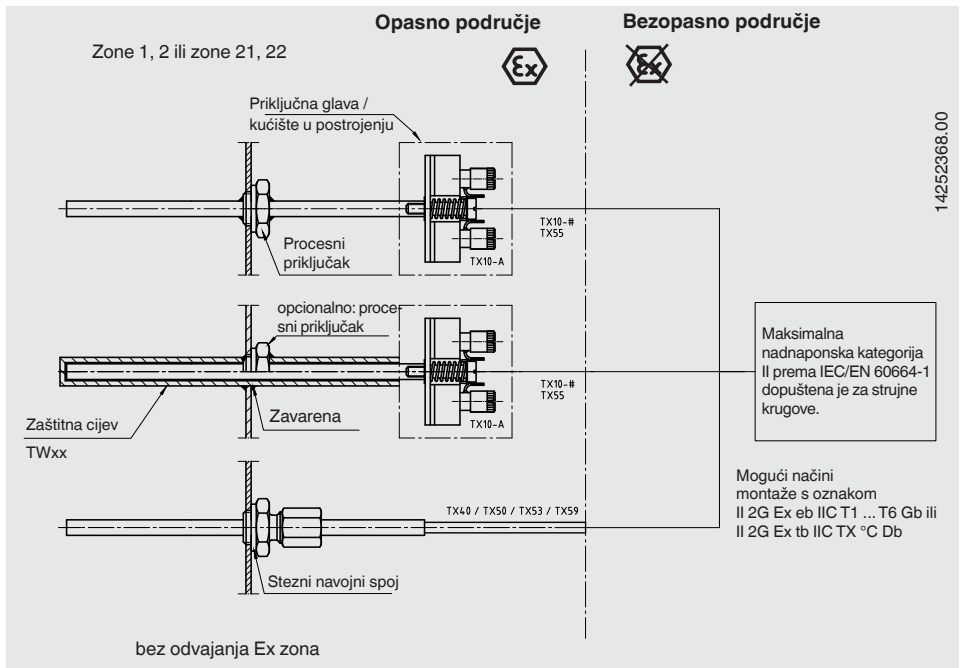 Opasno područje
Bezopasno područje
Zone 1, 2 ili zone 21, 22
Ex
Ex
14252368.00
Priključna glava /
kućište u postrojenju
Procesni
priključak
TX10-#
TX55
TX10-A
opcionalno: proce-
sni priključak
Zaštitna cijev
TWxx
Zavarena
TX10-#
TX55
TX10-A
Maksimalna
nadnaponska kategorija
II prema IEC/EN 60664-1
dopuštena je za strujne
krugove.
Mogući načini
montaže s oznakom
II 2G Ex eb IIC T1 ... T6 Gb ili
II 2G Ex tb IIC TX °C Db
TX40 / TX50 / TX53 / TX59
Stezni navojni spoj
bez odvajanja Ex zona